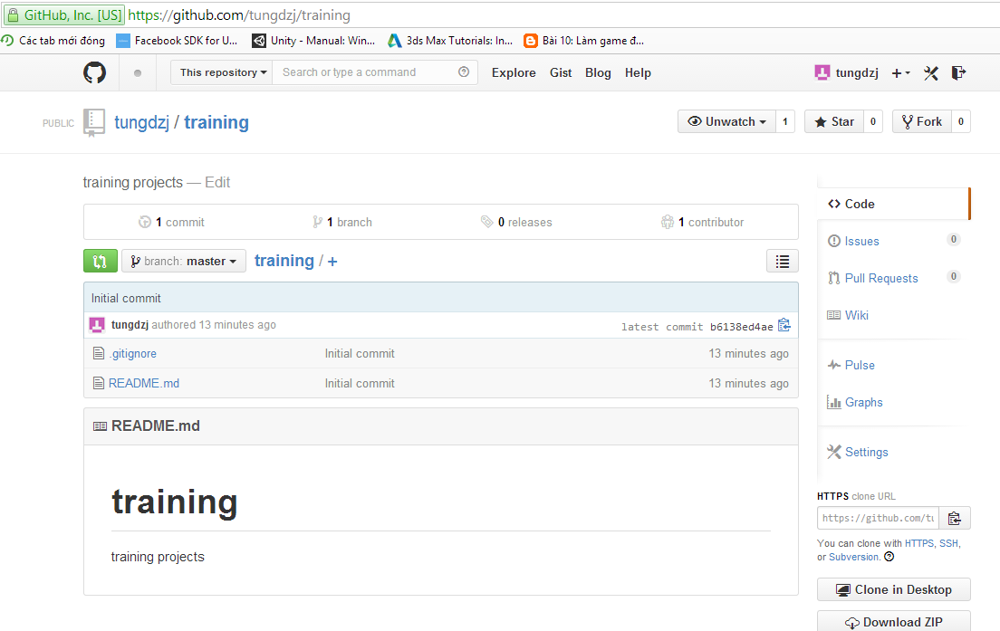 GitHub, Inc. [US] https://github.com/tungdzj/training
Các tab mới đóng Facebook SDK for U... Unity - Manual: Win... 3ds Max Tutorials: In... Bài 10: Làm game đ...
This repository Search or type a command Explore Gist Blog Help tungdzj +
PUBLIC tungdzj / training Unwatch 1 Star 0 Fork 0
training projects — Edit
1 commit 1 branch 0 releases 1 contributor
branch: master training / +
Initial commit
tungdzj authored 13 minutes ago latest commit b6138ed4ae
.gitignore Initial commit 13 minutes ago
README.md Initial commit 13 minutes ago
README.md
training
training projects
Code
Issues 0
Pull Requests 0
Wiki
Pulse
Graphs
Settings
HTTPS clone URL
https://github.com/tu
You can clone with HTTPS, SSH,
or Subversion.
Clone in Desktop
Download ZIP